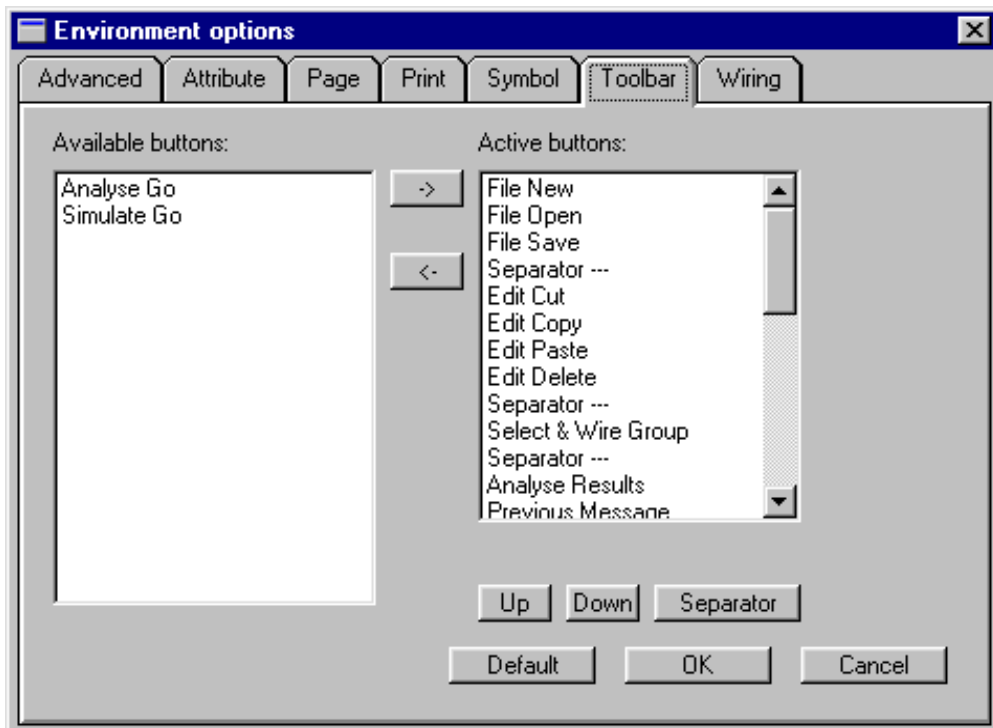 Environment options
Advanced Attribute Page Print Symbol Toolbar Wiring
Available buttons:
Analyse Go
Simulate Go
->
<-
Active buttons:
File New
File Open
File Save
Separator ---
Edit Cut
Edit Copy
Edit Paste
Edit Delete
Separator ---
Select & Wire Group
Separator ---
Analyse Results
Previous Message
Up Down Separator
Default OK Cancel